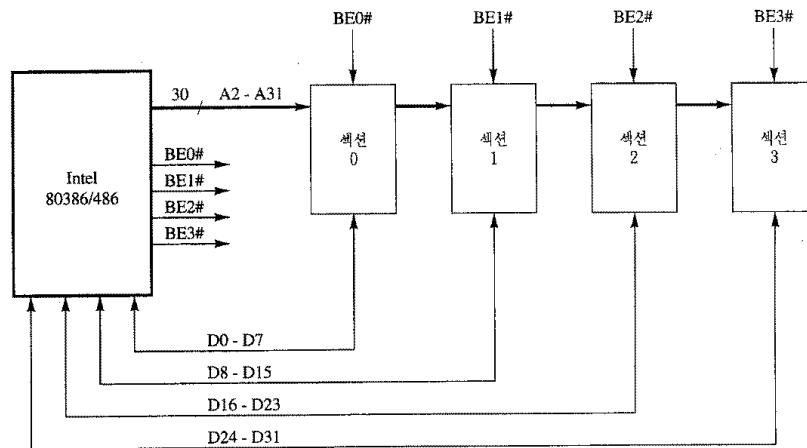 BE0# BE1# BE2# BE3#
30 A2 - A31
섹션
0
섹션
1
섹션
2
섹션
3
Intel
80386/486
BE0#
BE1#
BE2#
BE3#
D0 - D7
D8 - D15
D16 - D23
D24 - D31